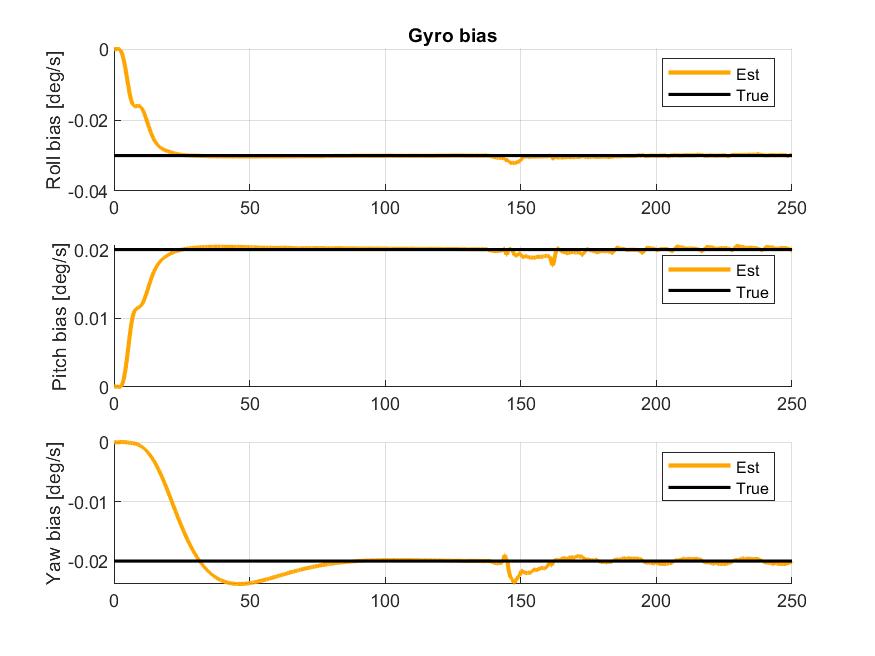 Gyro bias
Roll bias [deg/s]
0
-0.02
-0.04
Est
True
0 50 100 150 200 250
Pitch bias [deg/s]
0.02
0.01
0
Est
True
0 50 100 150 200 250
Yaw bias [deg/s]
0
-0.01
-0.02
Est
True
0 50 100 150 200 250